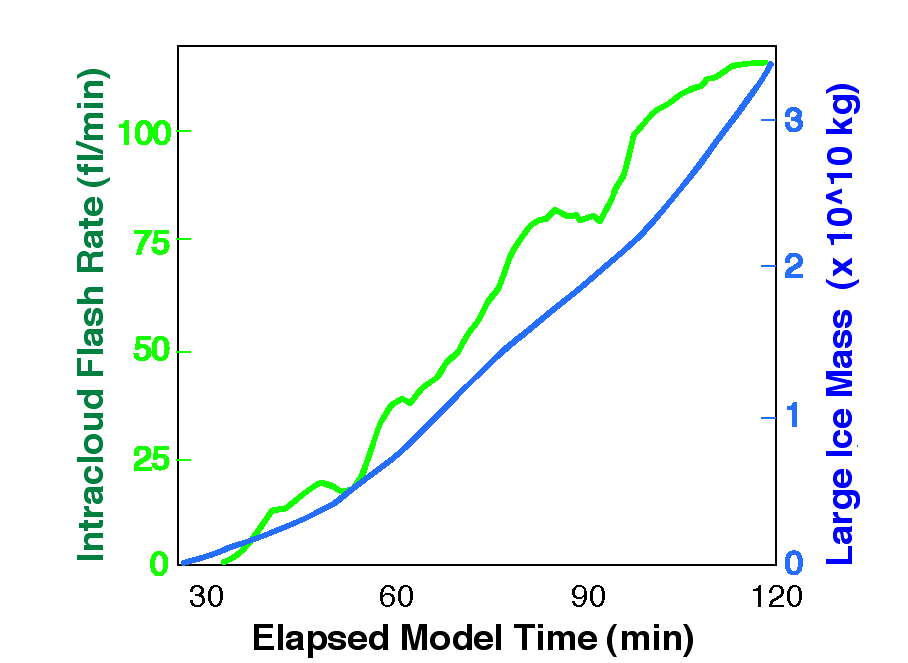 Intracloud Flash Rate (fl/min)
100
75
50
25
0
3
2
1
0
Large Ice Mass (x 10^10 kg)
30 60 90 120
Elapsed Model Time (min)